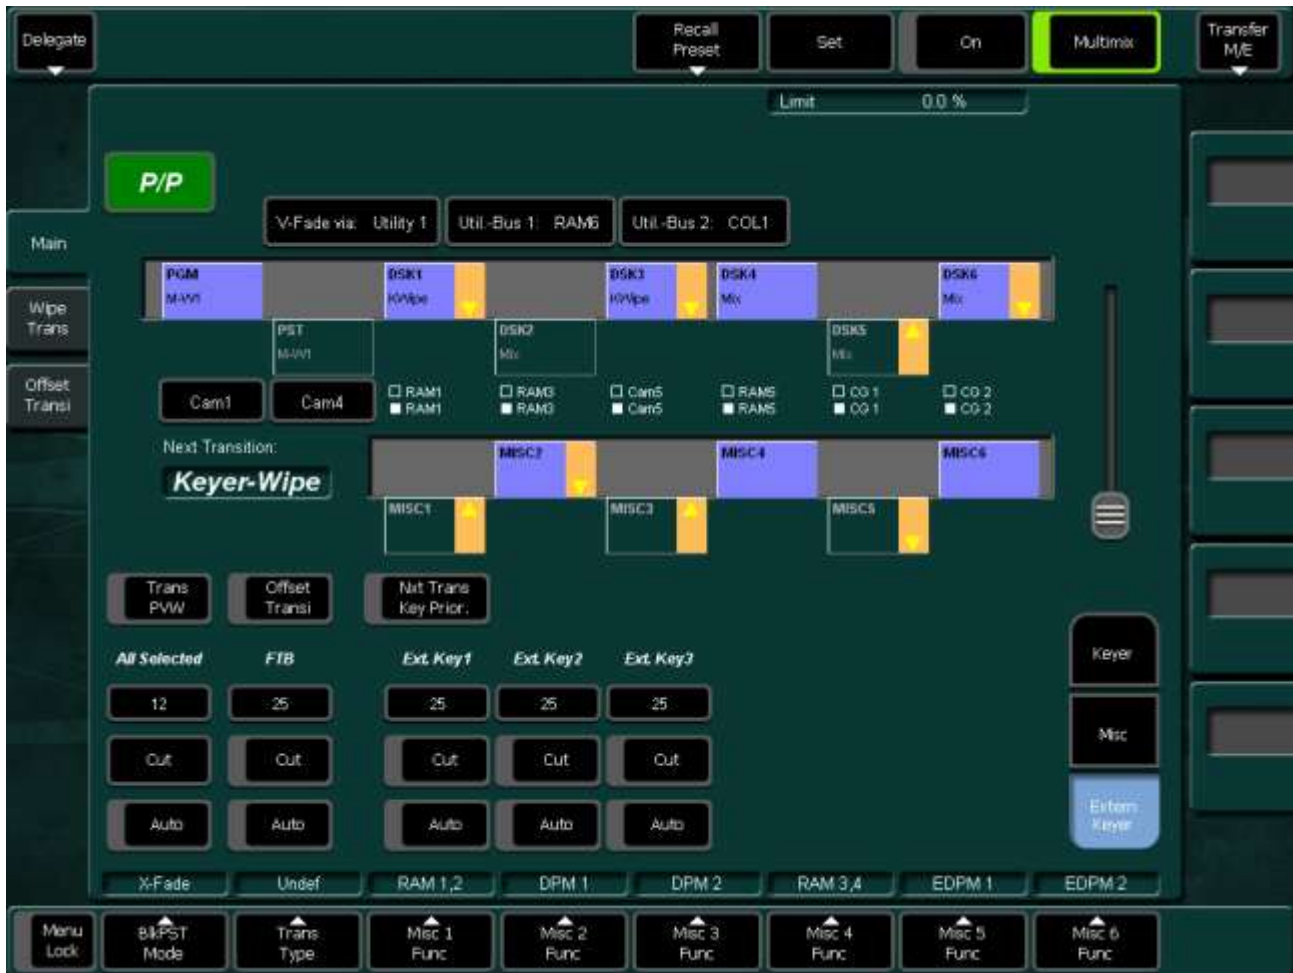 Delegate
Recall Preset
Set
On
Multimix
Transfer M/E
Limit 0.0 %
P/P
V-Fade via: Utility 1
Util.-Bus 1: RAM6
Util.-Bus 2: COL1
Main
Wipe Trans
Offset Transi
PGM DSK1 DSK3 DSK4 DSK6
M-W1 KWipe KWipe Mix Mix
PST DSK2 DSK5
M-W1 Mix Mix
Cam1
Cam4
RAM1 RAM3 Cam5 RAM5 CG 1 CG 2
RAM1 RAM3 Cam5 RAM5 CG 1 CG 2
Next Transition:
Keyer-Wipe
MISC2 MISC4 MISC6
MISC1 MISC3 MISC5
Trans PVW
Offset Transi
Nxt Trans Key Prior.
All Selected FTB Ext. Key1 Ext. Key2 Ext. Key3
12 25 25 25 25
Cut Cut Cut Cut Cut
Auto Auto Auto Auto Auto
Keyer
Misc
Extern Keyer
X-Fade Undef RAM 1,2 DPM 1 DPM 2 RAM 3,4 EDPM 1 EDPM 2
Menu Lock
BlkPST Mode
Trans Type
Misc 1 Func
Misc 2 Func
Misc 3 Func
Misc 4 Func
Misc 5 Func
Misc 6 Func